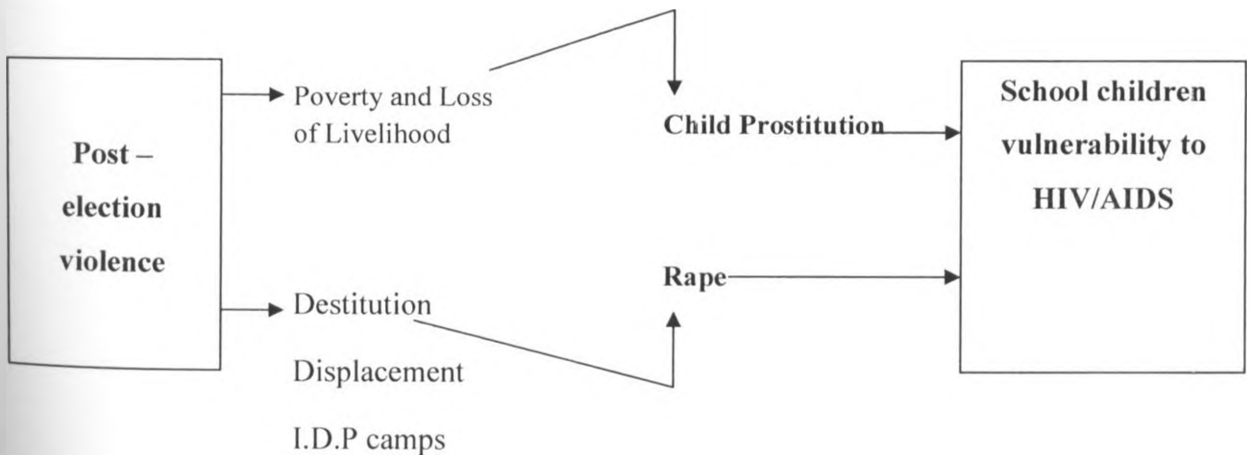 Post –
election
violence
Poverty and Loss
of Livelihood
Destitution
Displacement
I.D.P camps
Child Prostitution
Rape
School children
vulnerability to
HIV/AIDS